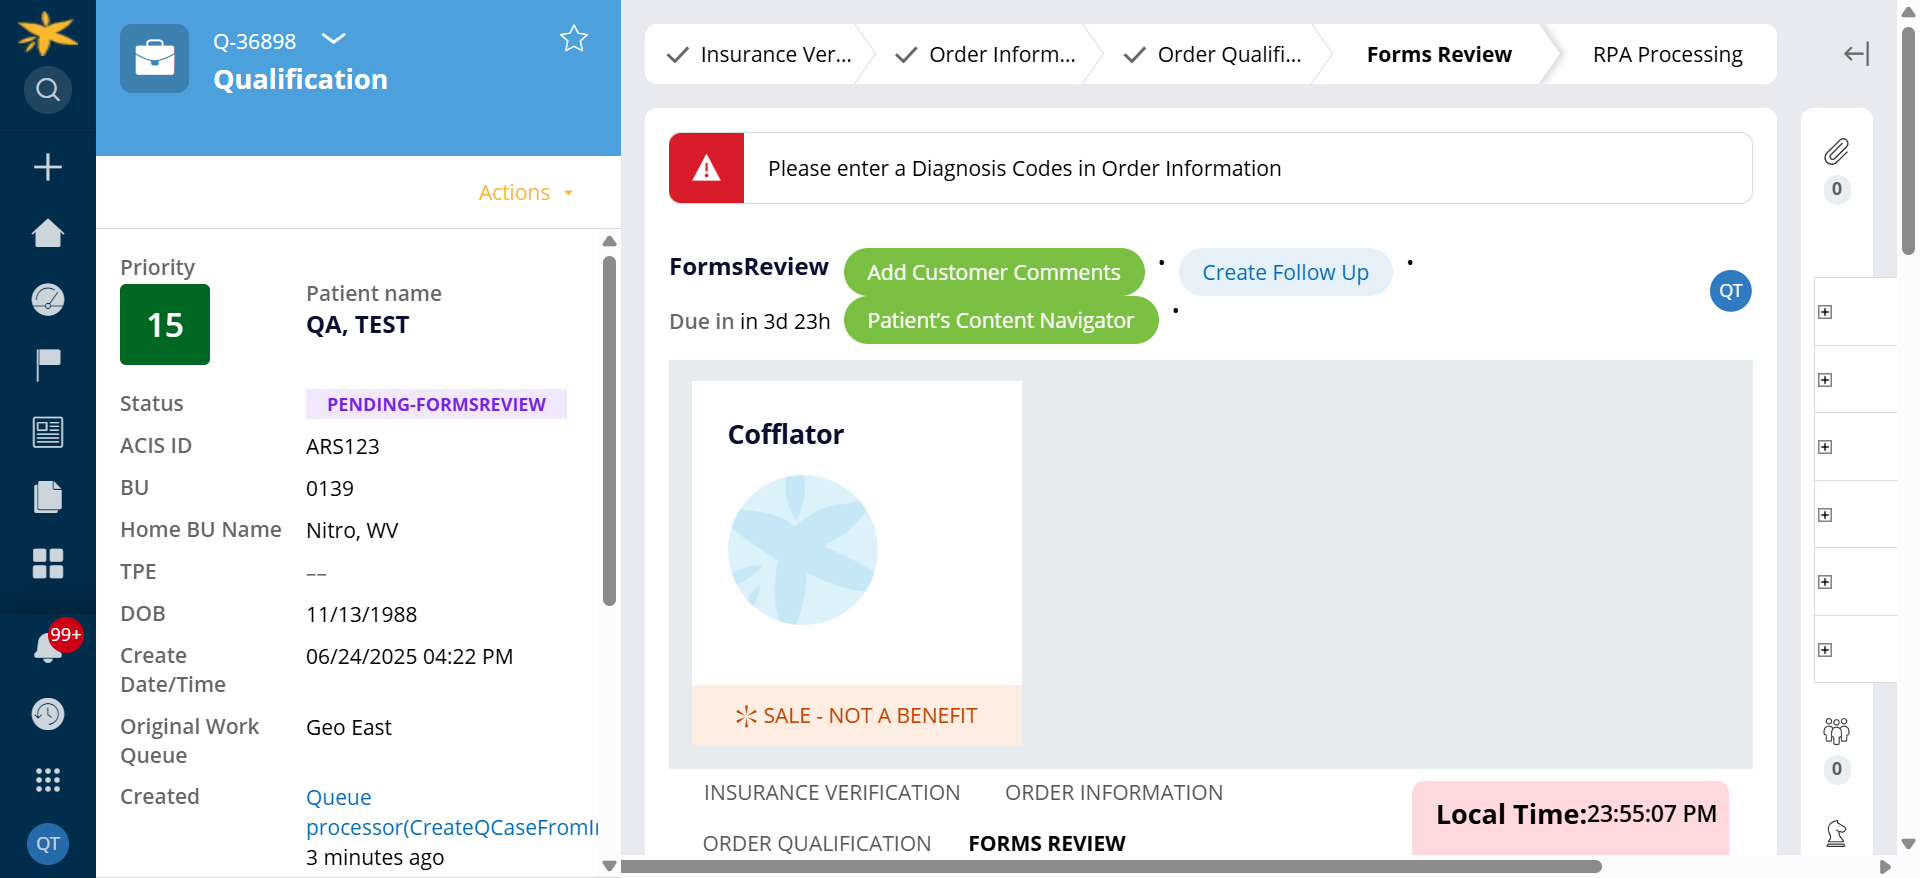 Q-36898
Qualification
Actions
Priority
15
Patient name
QA, TEST
Status
PENDING-FORMSREVIEW
ACIS ID
ARS123
BU
0139
Home BU Name
Nitro, WV
TPE
––
DOB
11/13/1988
Create
Date/Time
06/24/2025 04:22 PM
Original Work
Queue
Geo East
Created
Queue
processor(CreateQCaseFromI
3 minutes ago
99+
QT
Insurance Ver...
Order Inform...
Order Qualifi...
Forms Review
RPA Processing
Please enter a Diagnosis Codes in Order Information
FormsReview
Add Customer Comments
Create Follow Up
Due in in 3d 23h
Patient’s Content Navigator
QT
Cofflator
SALE - NOT A BENEFIT
INSURANCE VERIFICATION
ORDER INFORMATION
ORDER QUALIFICATION
FORMS REVIEW
Local Time:23:55:07 PM
0
0